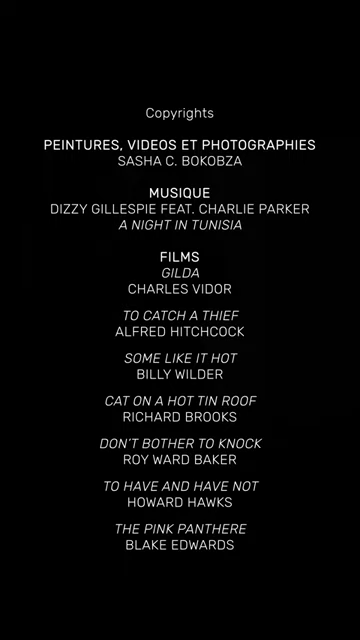 Copyrights
PEINTURES, VIDEOS ET PHOTOGRAPHIES
SASHA C. BOKOBZA
MUSIQUE
DIZZY GILLESPIE FEAT. CHARLIE PARKER
A NIGHT IN TUNISIA
FILMS
GILDA
CHARLES VIDOR
TO CATCH A THIEF
ALFRED HITCHCOCK
SOME LIKE IT HOT
BILLY WILDER
CAT ON A HOT TIN ROOF
RICHARD BROOKS
DON'T BOTHER TO KNOCK
ROY WARD BAKER
TO HAVE AND HAVE NOT
HOWARD HAWKS
THE PINK PANTHERE
BLAKE EDWARDS